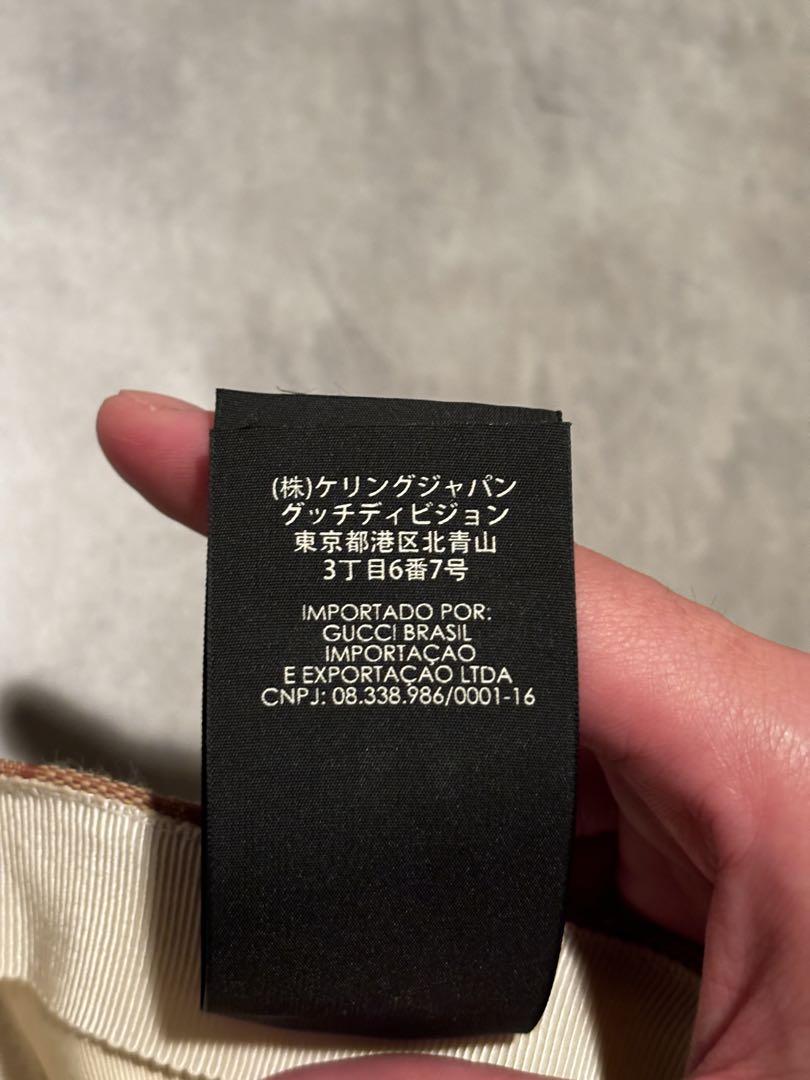 (株)ケリングジャパン
グッチディビジョン
東京都港区北青山
3丁目6番7号
IMPORTADO POR:
GUCCI BRASIL
IMPORTAÇAO
E EXPORTAÇAO LTDA
CNPJ: 08.338.986/0001-16